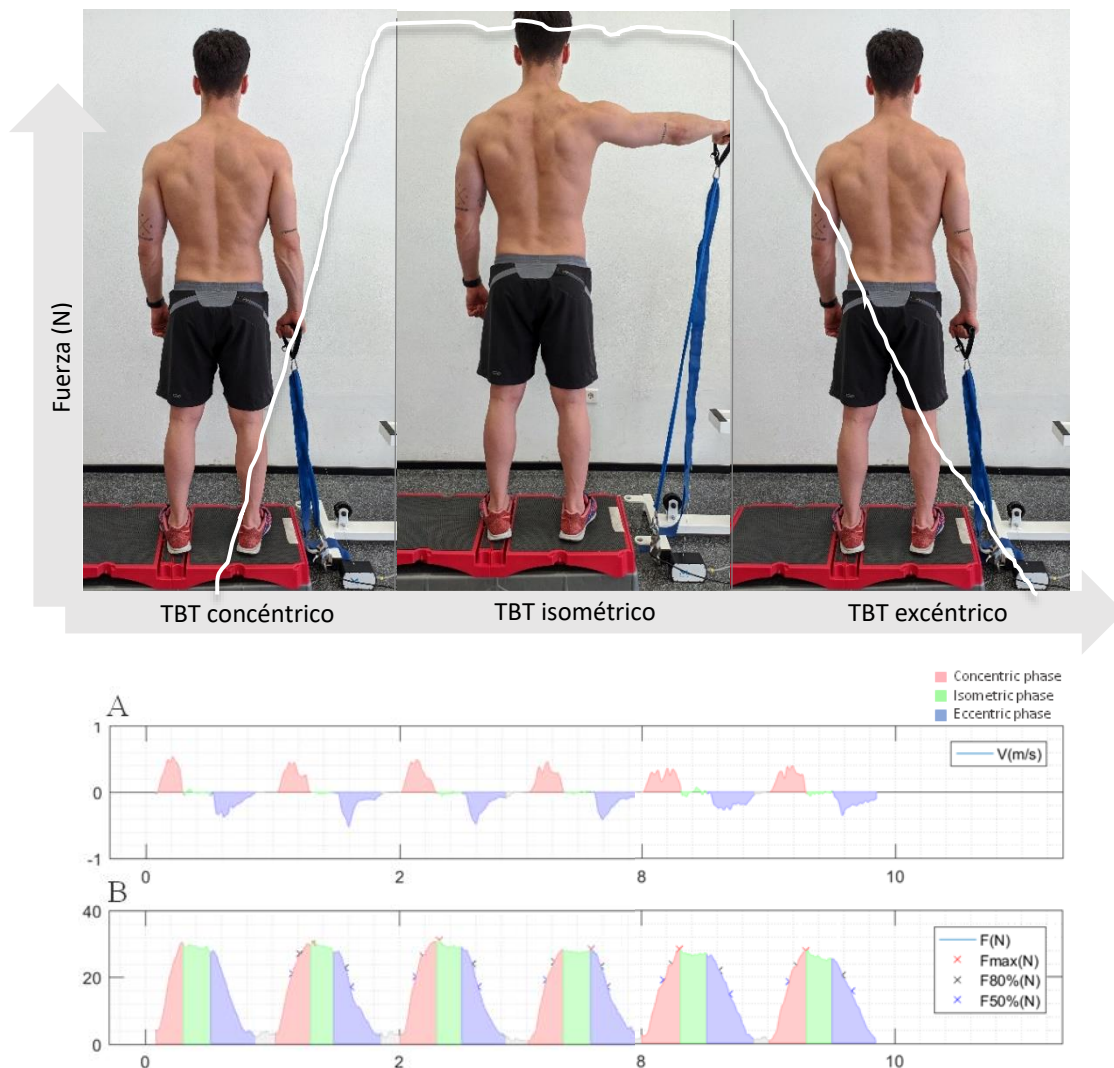 Fuerza (N)
TBT concéntrico
TBT isométrico
TBT excéntrico
Concentric phase
Isometric phase
Eccentric phase
A
1
0
-1
V(m/s)
0
2
8
10
B
40
20
0
F(N)
Fmax(N)
F80%(N)
F50%(N)
0
2
8
10